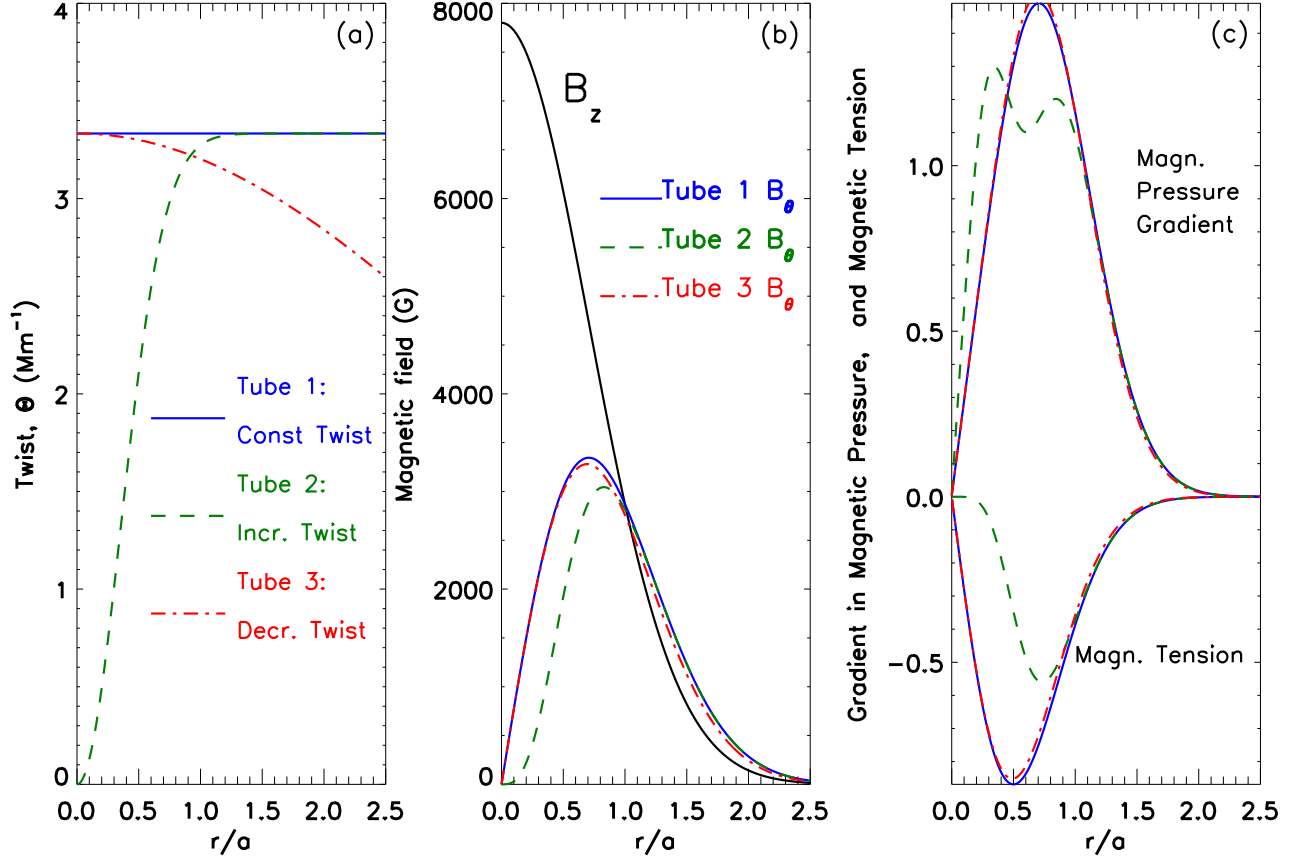 (a)
4
3
2
1
0
Twist, Θ (Mm⁻¹)
Tube 1:
Const Twist
Tube 2:
Incr. Twist
Tube 3:
Decr. Twist
0.0 0.5 1.0 1.5 2.0 2.5
r/a
(b)
8000
6000
4000
2000
0
Magnetic field (G)
B_z
Tube 1 B_θ
Tube 2 B_θ
Tube 3 B_θ
0.0 0.5 1.0 1.5 2.0 2.5
r/a
(c)
1.0
0.5
0.0
−0.5
Gradient in Magnetic Pressure, and Magnetic Tension
Magn.
Pressure
Gradient
Magn. Tension
0.0 0.5 1.0 1.5 2.0 2.5
r/a